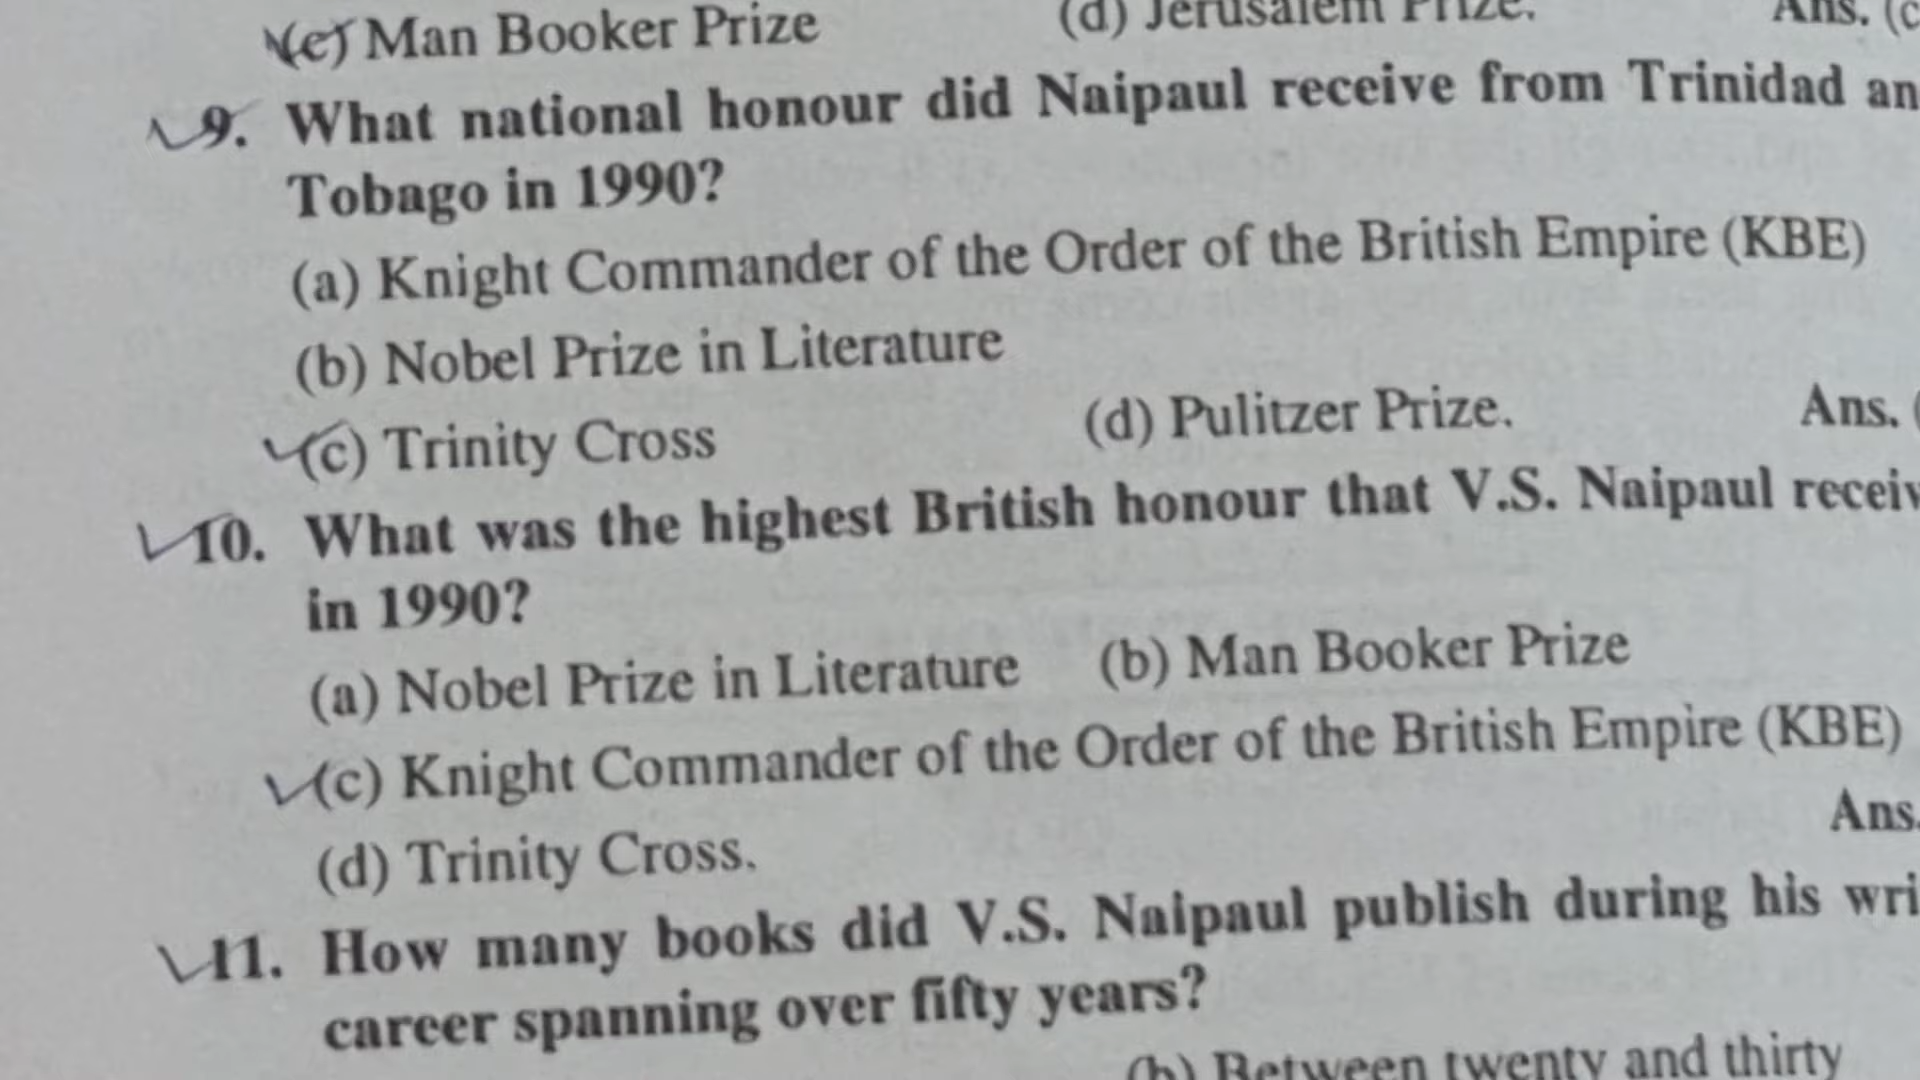 (c) Man Booker Prize (d) Jerusalem Prize. Ans. (c
9. What national honour did Naipaul receive from Trinidad an
Tobago in 1990?
(a) Knight Commander of the Order of the British Empire (KBE)
(b) Nobel Prize in Literature
(c) Trinity Cross (d) Pulitzer Prize. Ans. (
10. What was the highest British honour that V.S. Naipaul receiv
in 1990?
(a) Nobel Prize in Literature (b) Man Booker Prize
(c) Knight Commander of the Order of the British Empire (KBE)
Ans.
(d) Trinity Cross.
11. How many books did V.S. Naipaul publish during his wri
career spanning over fifty years?
(b) Between twenty and thirty